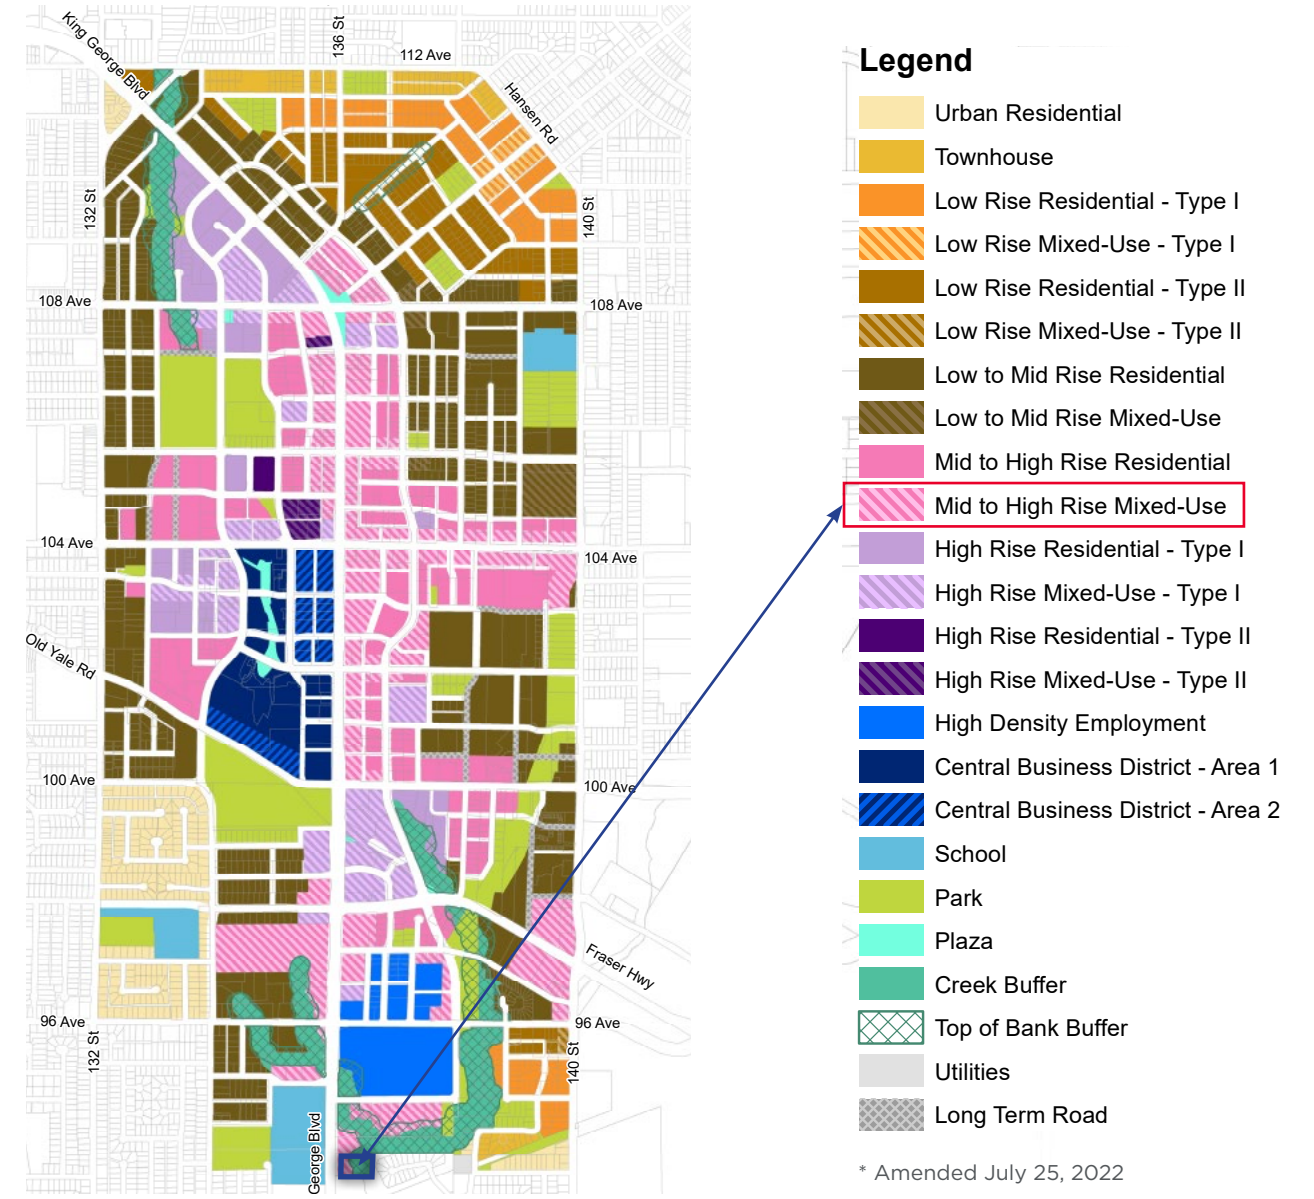 King George Blvd
136 St
112 Ave
Hansen Rd
132 St
140 St
108 Ave
108 Ave
104 Ave
104 Ave
Old Yale Rd
100 Ave
100 Ave
Fraser Hwy
96 Ave
96 Ave
132 St
140 St
George Blvd
Legend
Urban Residential
Townhouse
Low Rise Residential - Type I
Low Rise Mixed-Use - Type I
Low Rise Residential - Type II
Low Rise Mixed-Use - Type II
Low to Mid Rise Residential
Low to Mid Rise Mixed-Use
Mid to High Rise Residential
Mid to High Rise Mixed-Use
High Rise Residential - Type I
High Rise Mixed-Use - Type I
High Rise Residential - Type II
High Rise Mixed-Use - Type II
High Density Employment
Central Business District - Area 1
Central Business District - Area 2
School
Park
Plaza
Creek Buffer
Top of Bank Buffer
Utilities
Long Term Road
* Amended July 25, 2022